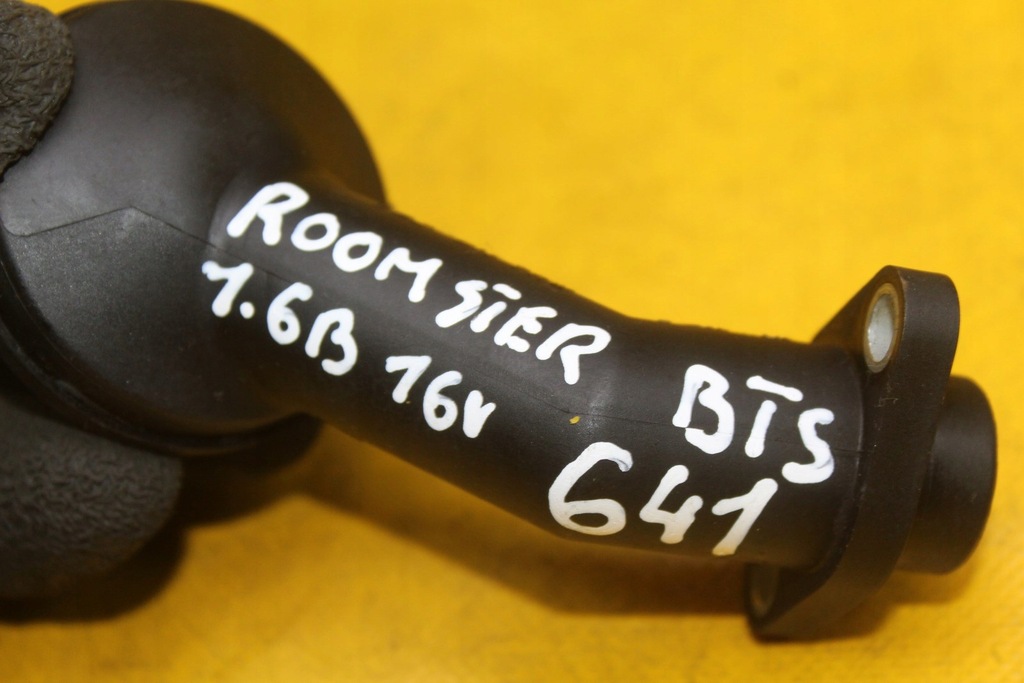 ROOMSTER
1.6B 16V
BTS
641